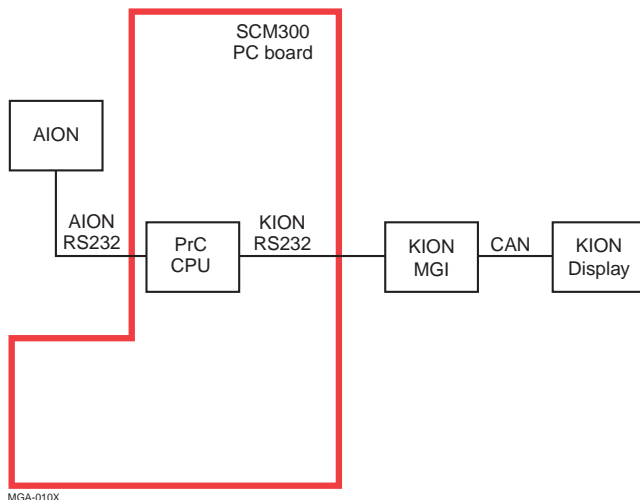 SCM300
PC board
AION
AION
RS232
PrC
CPU
KION
RS232
KION
MGI
CAN
KION
Display
MGA-010X